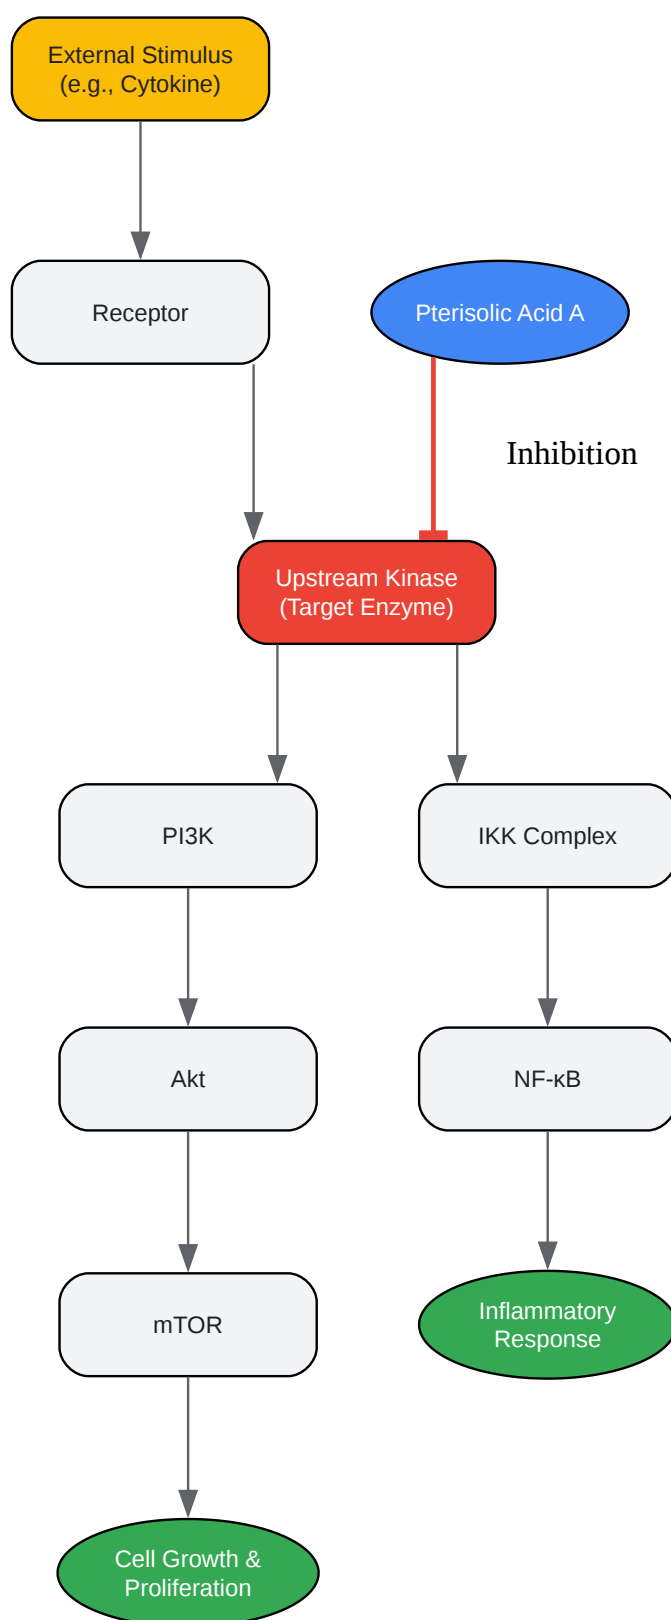 External Stimulus
(e.g., Cytokine)
Receptor
Pterisolic Acid A
Inhibition
Upstream Kinase
(Target Enzyme)
PI3K
IKK Complex
Akt
NF-κB
mTOR
Inflammatory
Response
Cell Growth &
Proliferation